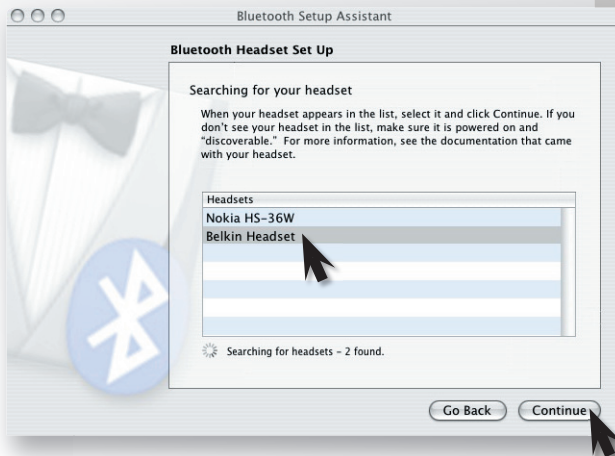 Bluetooth Setup Assistant
Bluetooth Headset Set Up
Searching for your headset
When your headset appears in the list, select it and click Continue. If you
don't see your headset in the list, make sure it is powered on and
"discoverable." For more information, see the documentation that came
with your headset.
Headsets
Nokia HS-36W
Belkin Headset
Searching for headsets – 2 found.
Go Back Continue